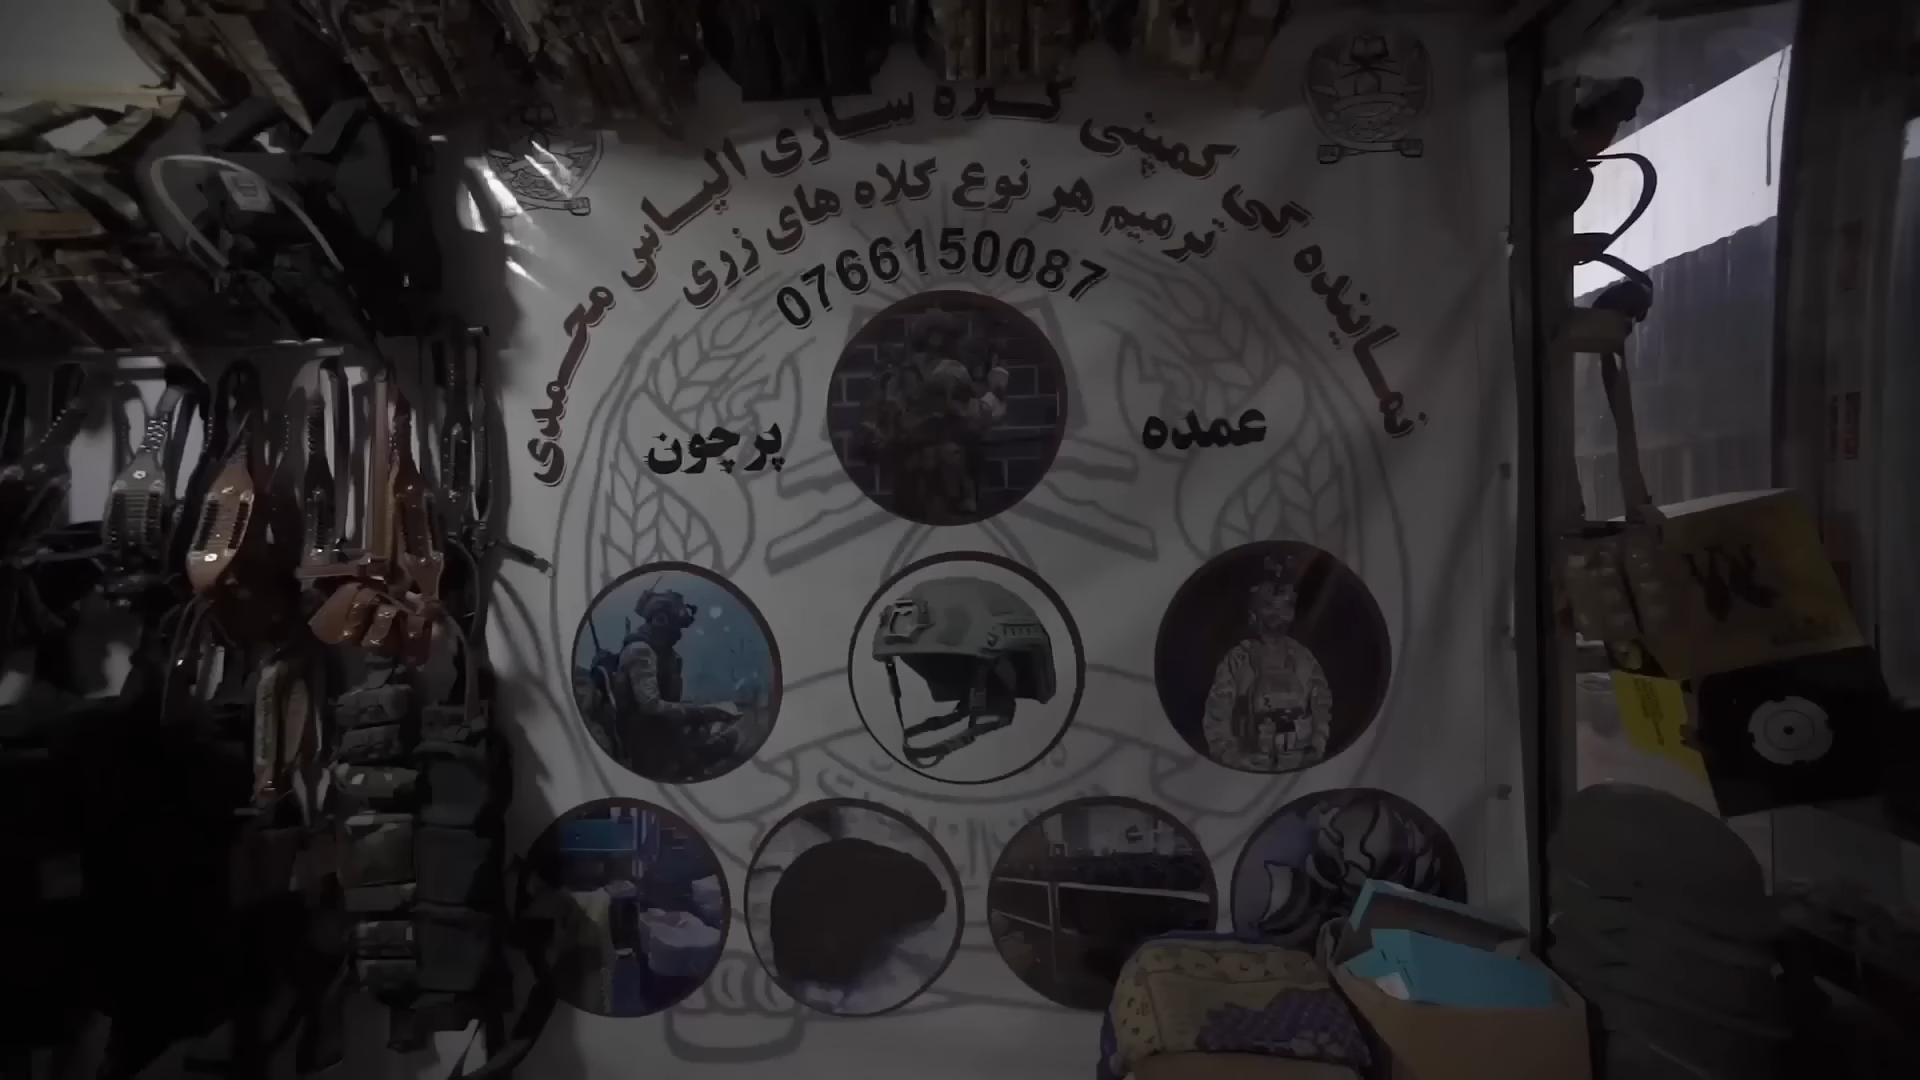 نماینده گی کمپنی کلاه سازی الیاس محمدی
ترمیم هر نوع کلاه های زری
0766150087
عمده
پرچون